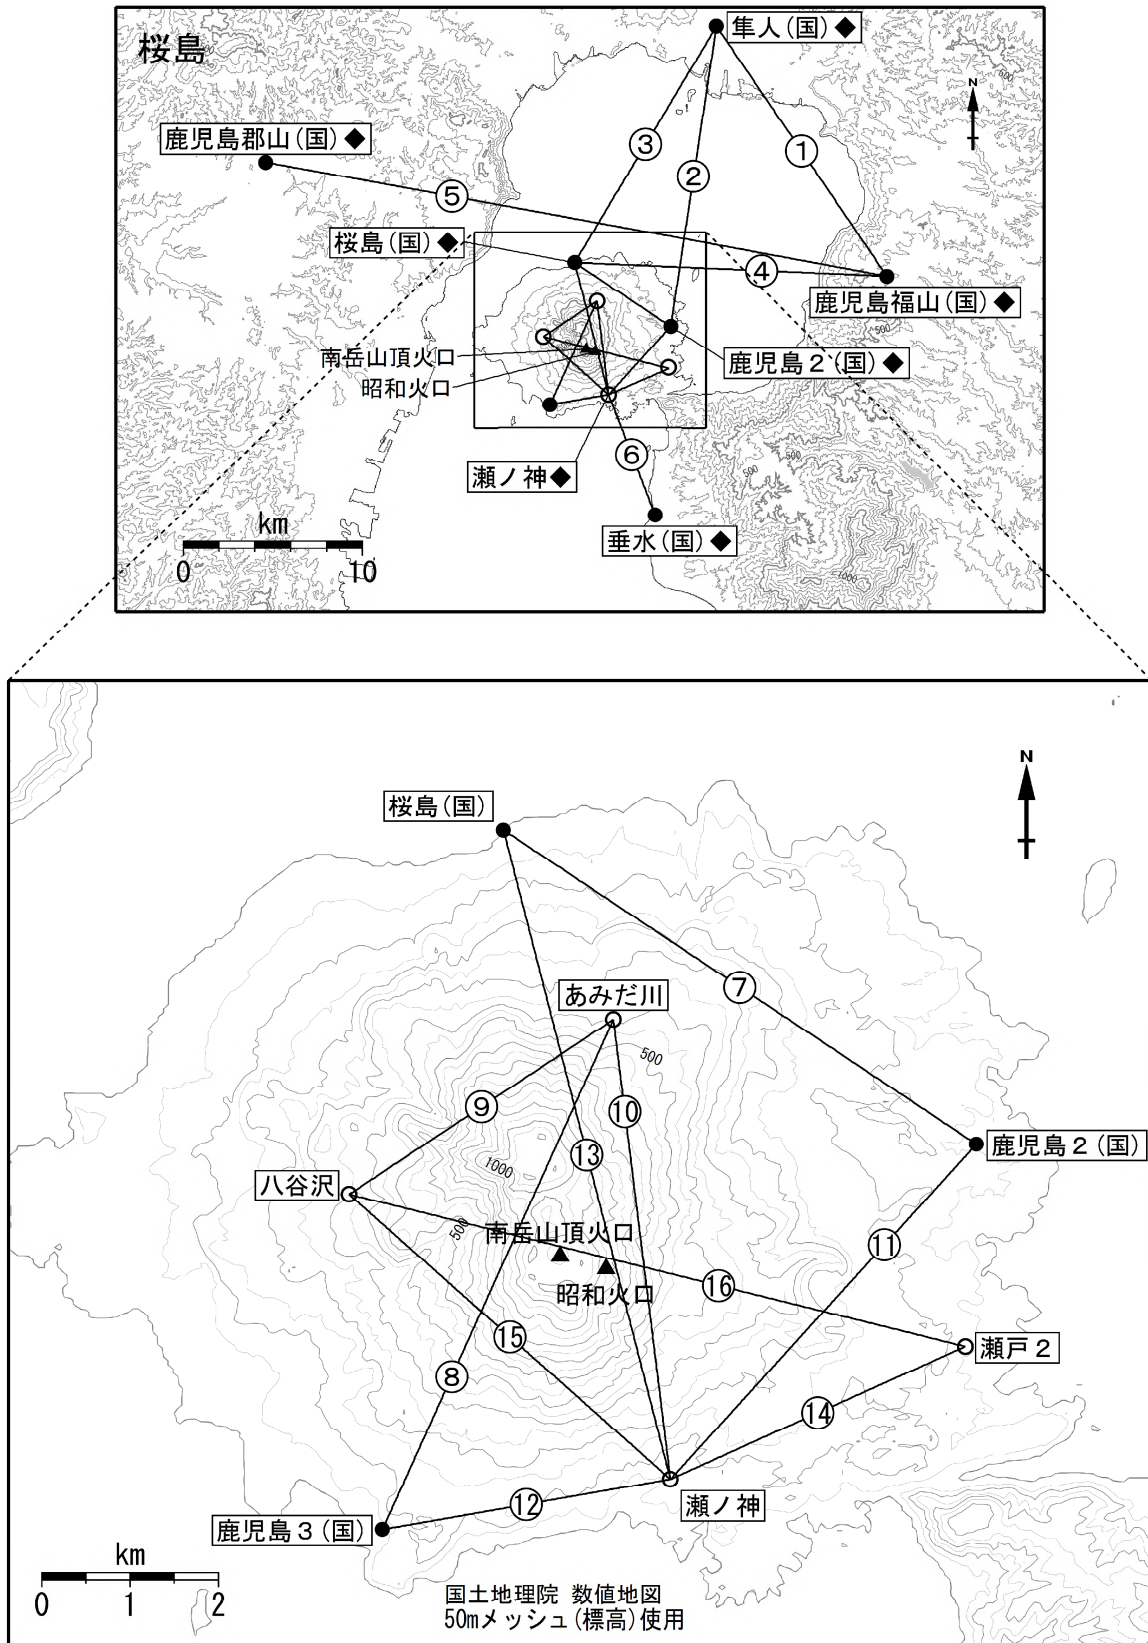 桜島
隼人(国)◆
N
500
鹿児島郡山(国)◆
③
①
②
⑤
桜島(国)◆
④
鹿児島福山(国)◆
500
南岳山頂火口
鹿児島2(国)◆
昭和火口
⑥
瀬ノ神◆
500
500
km
垂水(国)◆
0 10
1000
N
桜島(国)
⑦
あみだ川
500
⑨
⑩
鹿児島2(国)
⑬
1000
八谷沢
500
南岳山頂火口
⑪
⑯
昭和火口
⑮
瀬戸2
⑧
⑭
瀬ノ神
⑫
鹿児島3(国)
km
0 1 2
国土地理院 数値地図
50mメッシュ(標高)使用